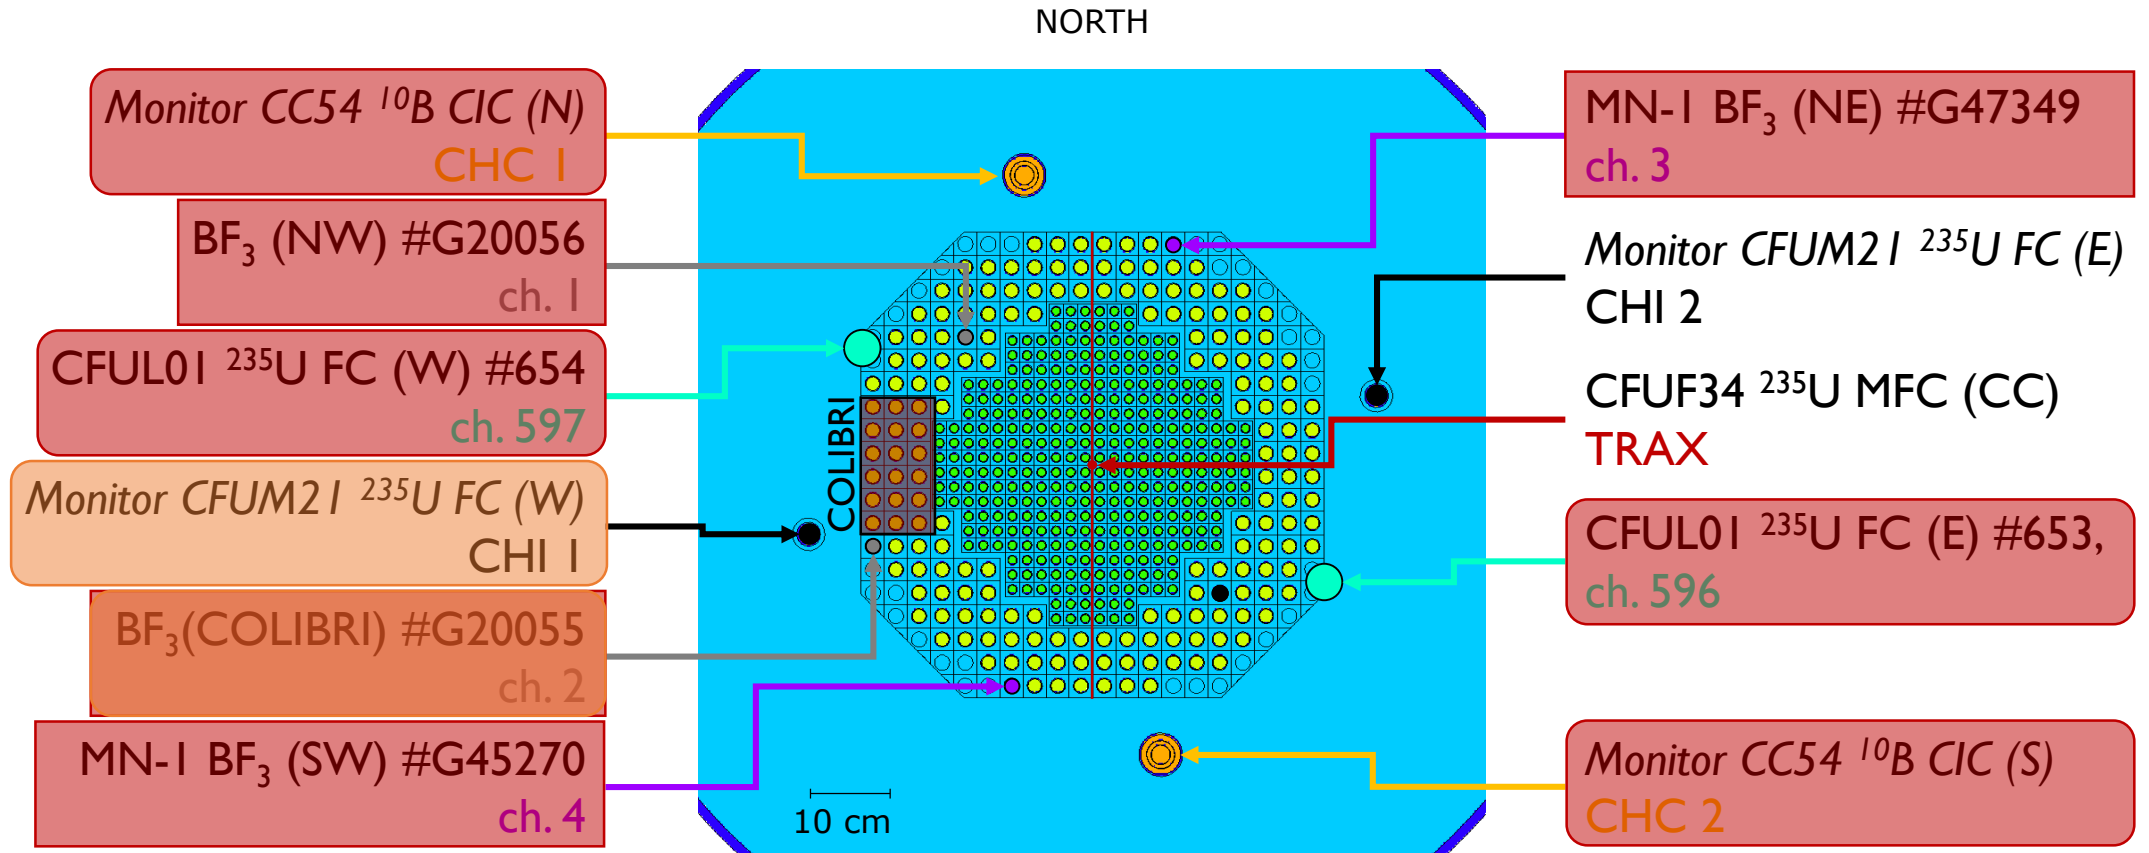 NORTH
Monitor CC54 ¹⁰B CIC (N)
CHC 1
BF₃ (NW) #G20056
ch. 1
CFUL01 ²³⁵U FC (W) #654
ch. 597
Monitor CFUM21 ²³⁵U FC (W)
CHI 1
BF₃(COLIBRI) #G20055
ch. 2
MN-1 BF₃ (SW) #G45270
ch. 4
COLIBRI
10 cm
MN-1 BF₃ (NE) #G47349
ch. 3
Monitor CFUM21 ²³⁵U FC (E)
CHI 2
CFUF34 ²³⁵U MFC (CC)
TRAX
CFUL01 ²³⁵U FC (E) #653,
ch. 596
Monitor CC54 ¹⁰B CIC (S)
CHC 2